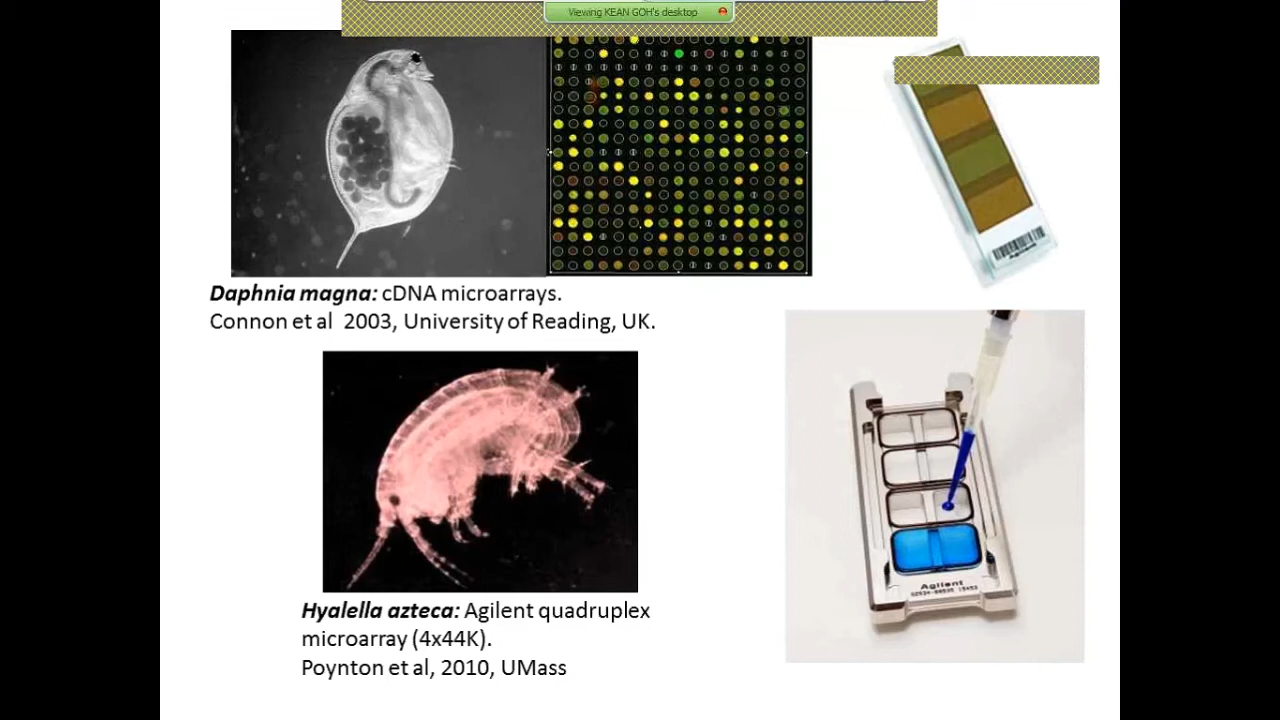 Viewing KEAN GOH's desktop
Daphnia magna: cDNA microarrays.
Connon et al  2003, University of Reading, UK.
Hyalella azteca: Agilent quadruplex
microarray (4x44K).
Poynton et al, 2010, UMass
Agilent